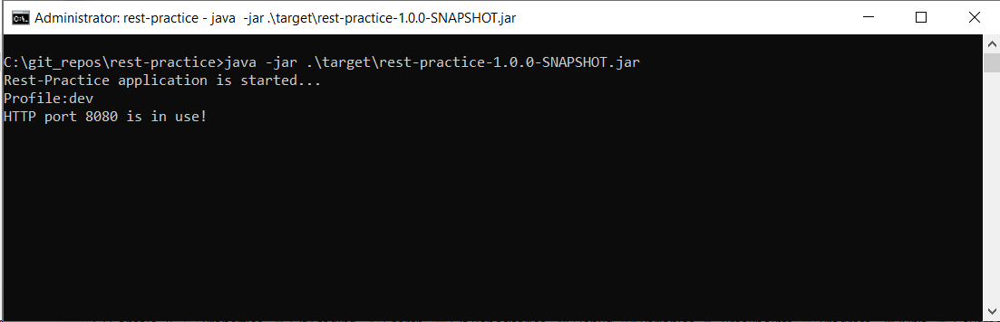 Administrator: rest-practice - java  -jar .\target\rest-practice-1.0.0-SNAPSHOT.jar
C:\git_repos\rest-practice>java -jar .\target\rest-practice-1.0.0-SNAPSHOT.jar
Rest-Practice application is started...
Profile:dev
HTTP port 8080 is in use!